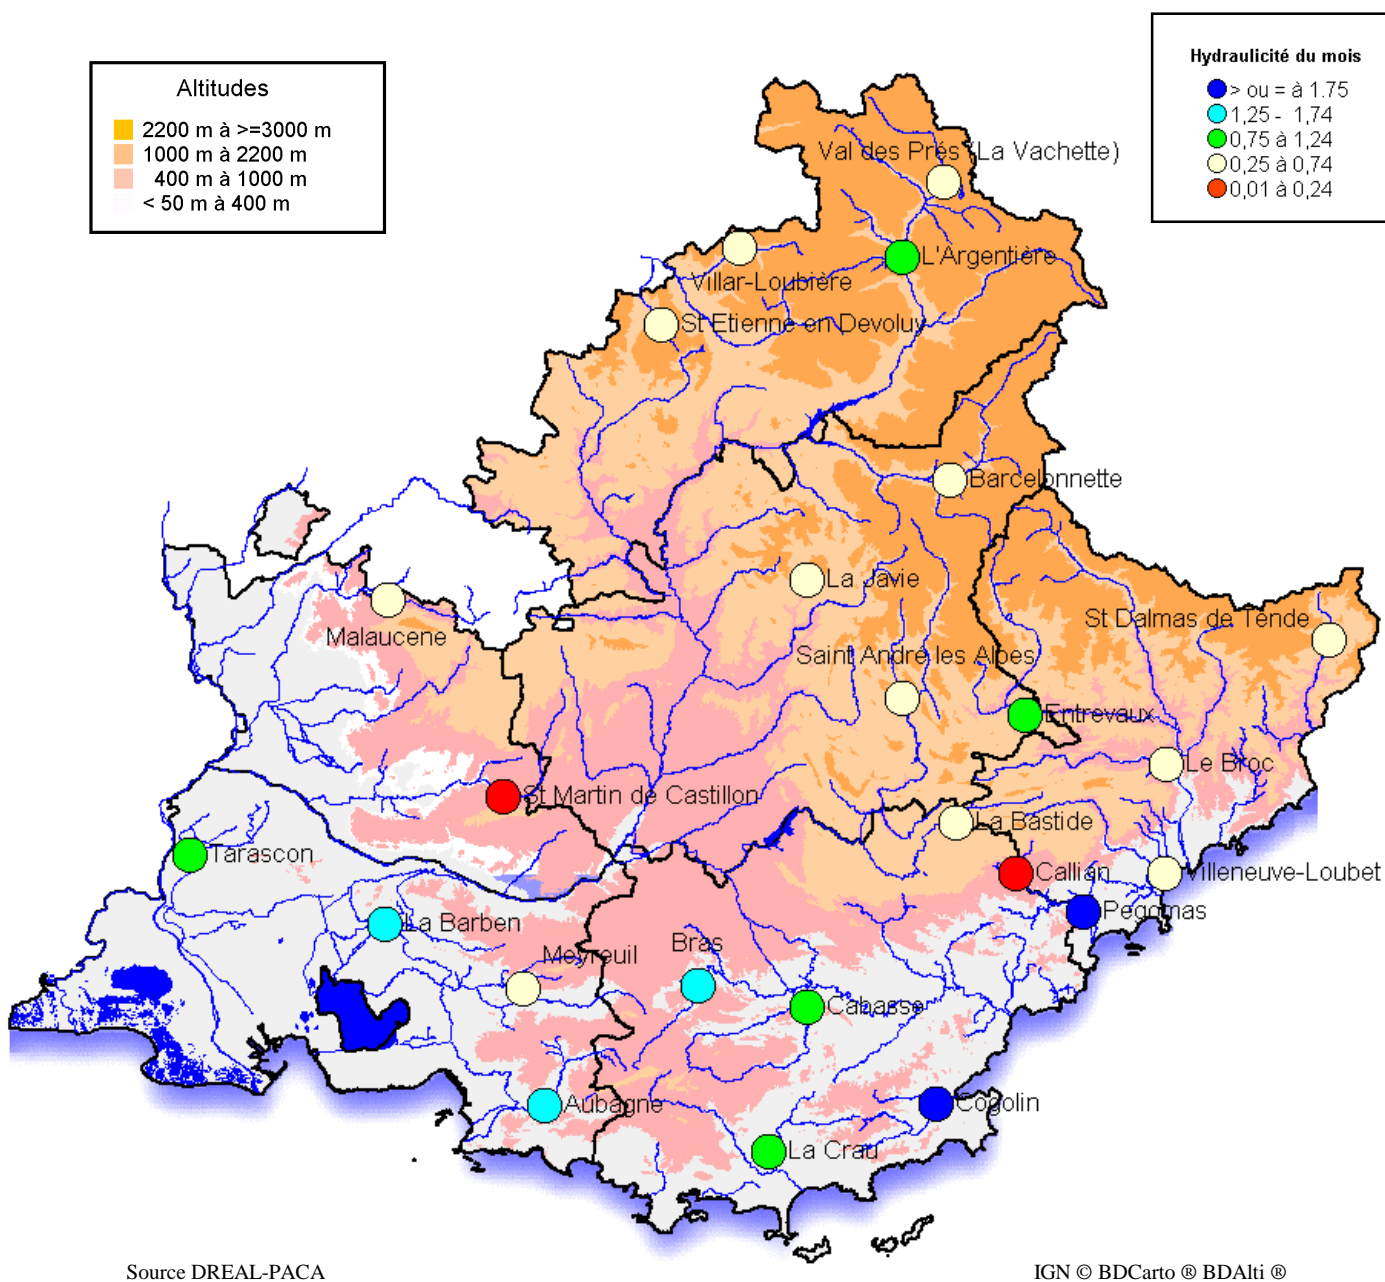 Altitudes
2200 m à >=3000 m
1000 m à 2200 m
400 m à 1000 m
< 50 m à 400 m
Hydraulicité du mois
> ou = à 1.75
1,25 - 1,74
0,75 à 1,24
0,25 à 0,74
0,01 à 0,24
Val des Prés (La Vachette)
L'Argentière
Villar-Loubière
St Etienne en Devoluy
Barcelonnette
La Javie
Malaucene
St Dalmas de Tende
Saint André les Alpes
Entrevaux
Le Broc
St Martin de Castillon
La Bastide
Tarascon
Callian
Villeneuve-Loubet
Pegomas
La Barben
Meyreuil
Bras
Cabasse
Aubagne
Cogolin
La Crau
Source DREAL-PACA
IGN © BDCarto ® BDAlti ®